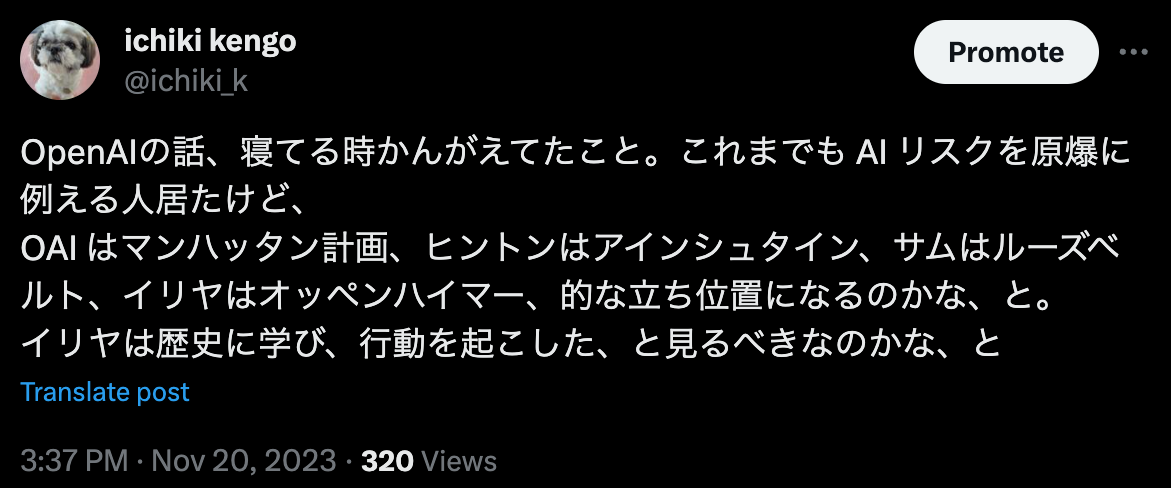 ichiki kengo
@ichiki_k
Promote
OpenAIの話、寝てる時かんがえてたこと。これまでも AI リスクを原爆に
例える人居たけど、
OAI はマンハッタン計画、ヒントンはアインシュタイン、サムはルーズベ
ルト、イリヤはオッペンハイマー、的な立ち位置になるのかな、と。
イリヤは歴史に学び、行動を起こした、と見るべきなのかな、と
Translate post
3:37 PM · Nov 20, 2023 · 320 Views